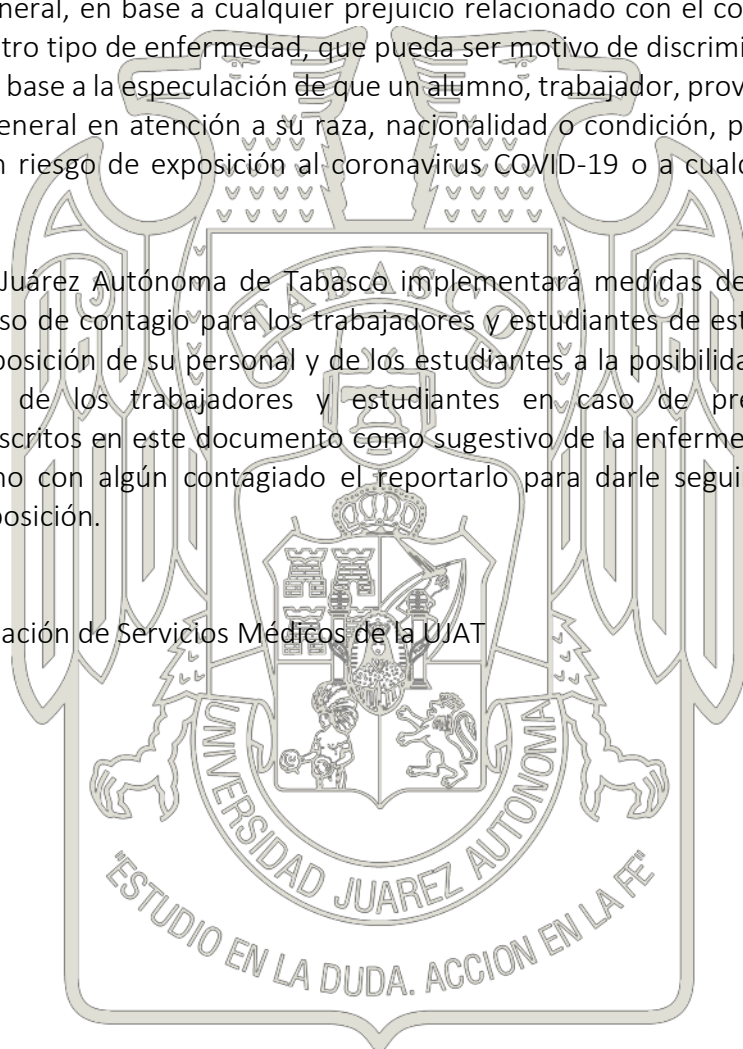 neral, en base a cualquier prejuicio relacionado con el co
tro tipo de enfermedad, que pueda ser motivo de discrimi
base a la especulación de que un alumno, trabajador, prov
eneral en atención a su raza, nacionalidad o condición, p
n riesgo de exposición al coronavirus COVID-19 o a cualq
Juárez Autónoma de Tabasco implementará medidas de
so de contagio para los trabajadores y estudiantes de est
posición de su personal y de los estudiantes a la posibilida
de los trabajadores y estudiantes en caso de pre
scritos en este documento como sugestivo de la enferme
no con algún contagiado el reportarlo para darle segui
posición.
ación de Servicios Médicos de la UJAT
TABASCO
UNIVERSIDAD JUAREZ AUTONOMA
"ESTUDIO EN LA DUDA. ACCION EN LA FE"